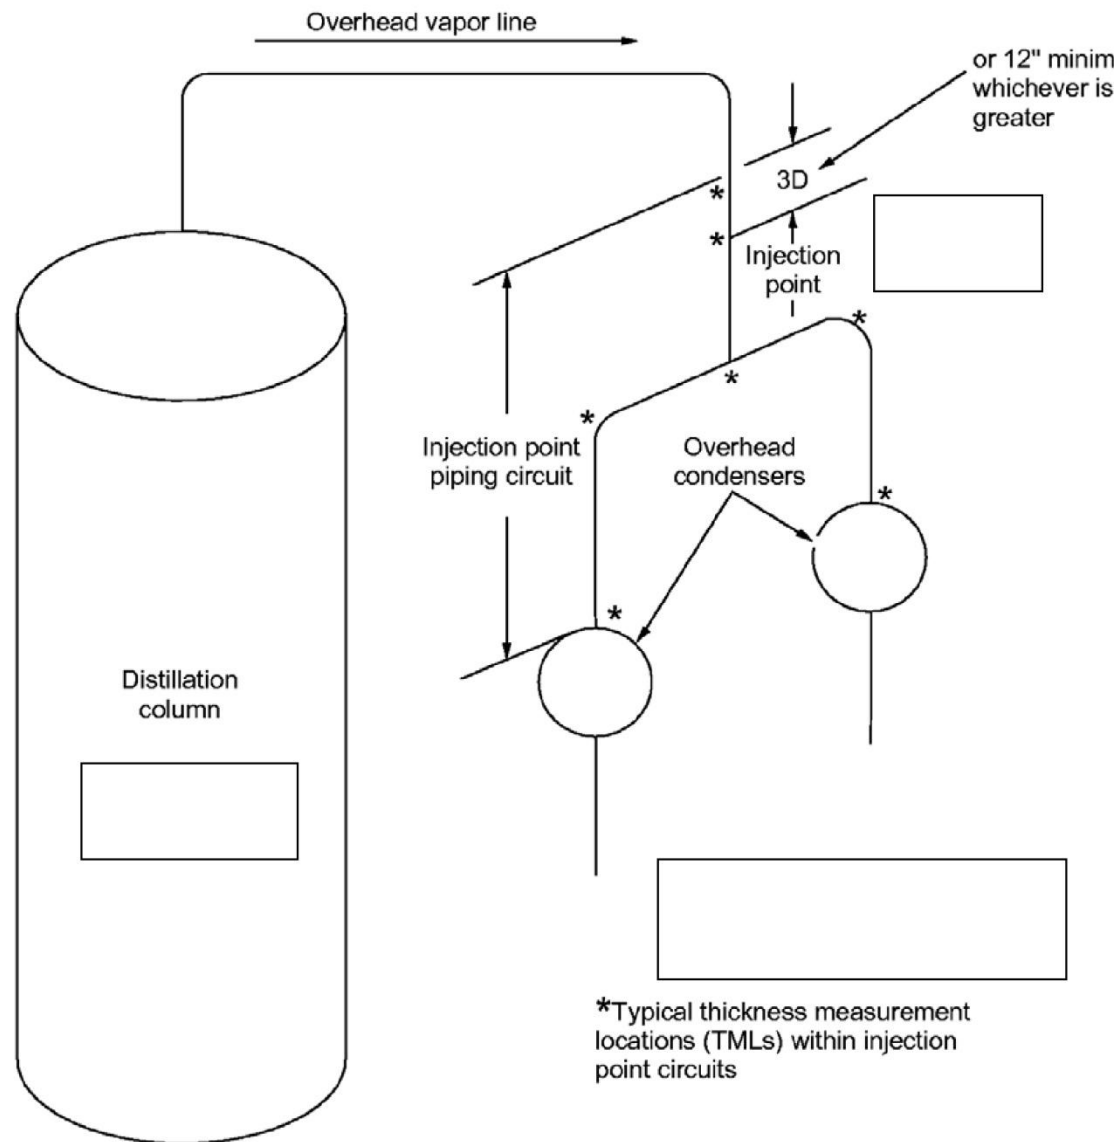 Overhead vapor line
or 12" minim
whichever is
greater
3D
Injection
point
Injection point
piping circuit
Overhead
condensers
Distillation
column
*Typical thickness measurement
locations (TMLs) within injection
point circuits